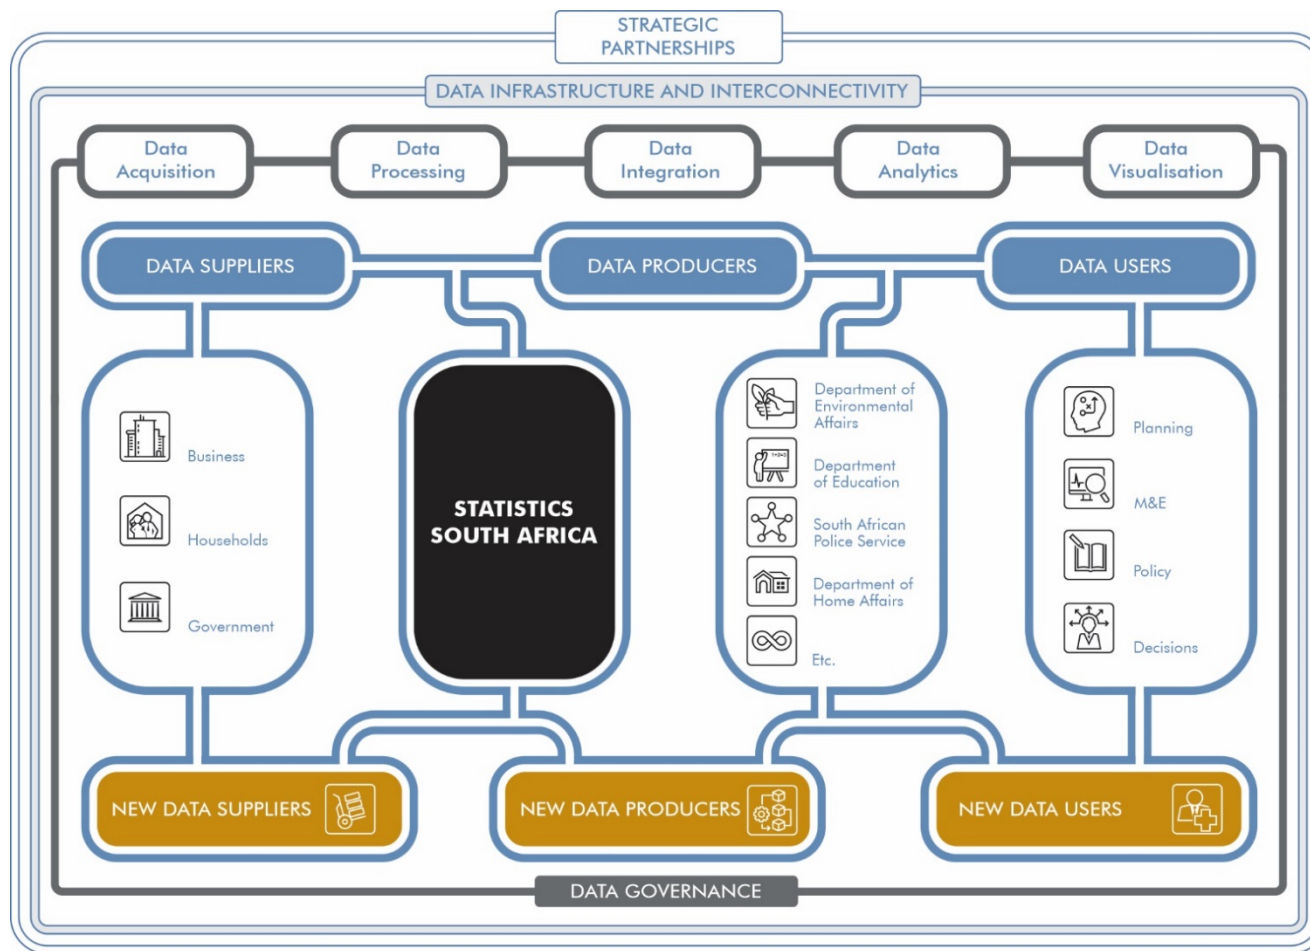 STRATEGIC
PARTNERSHIPS
DATA INFRASTRUCTURE AND INTERCONNECTIVITY
Data
Acquisition
Data
Processing
Data
Integration
Data
Analytics
Data
Visualisation
DATA SUPPLIERS
DATA PRODUCERS
DATA USERS
Business
Households
Government
STATISTICS
SOUTH AFRICA
Department of
Environmental
Affairs
Department
of Education
South African
Police Service
Department of
Home Affairs
Etc.
Planning
M&E
Policy
Decisions
NEW DATA SUPPLIERS
NEW DATA PRODUCERS
NEW DATA USERS
DATA GOVERNANCE